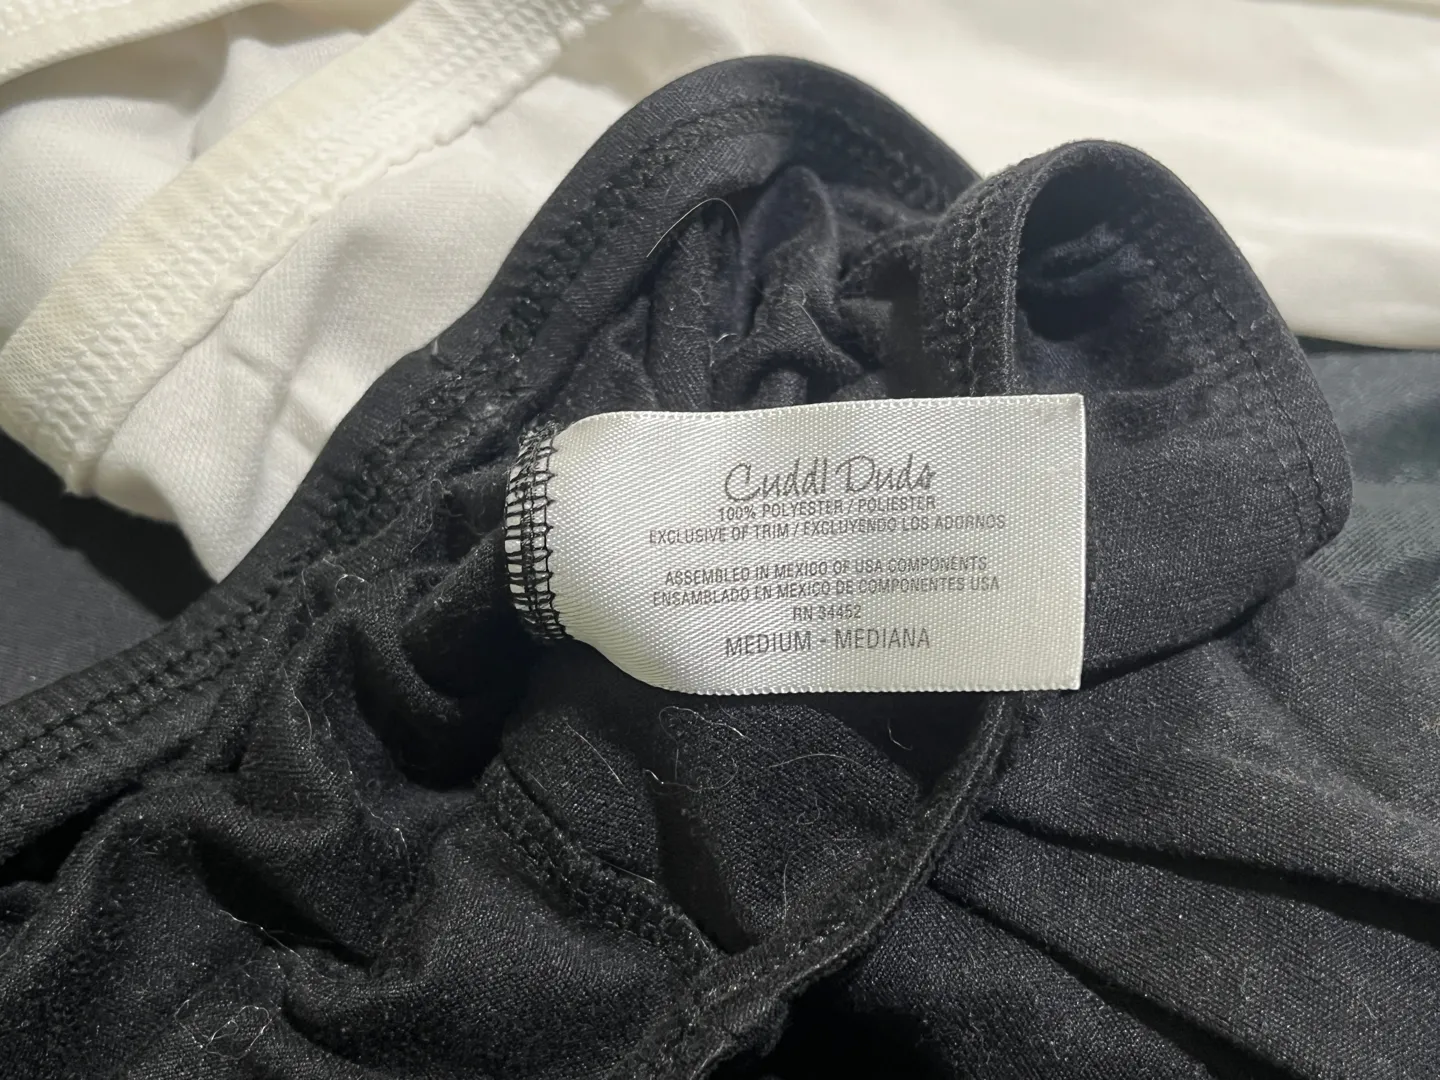 Cuddl Duds
100% POLYESTER / POLIESTER
EXCLUSIVE OF TRIM / EXCLUYENDO LOS ADORNOS
ASSEMBLED IN MEXICO OF USA COMPONENTS
ENSAMBLADO EN MEXICO DE COMPONENTES USA
RN 34452
MEDIUM - MEDIANA